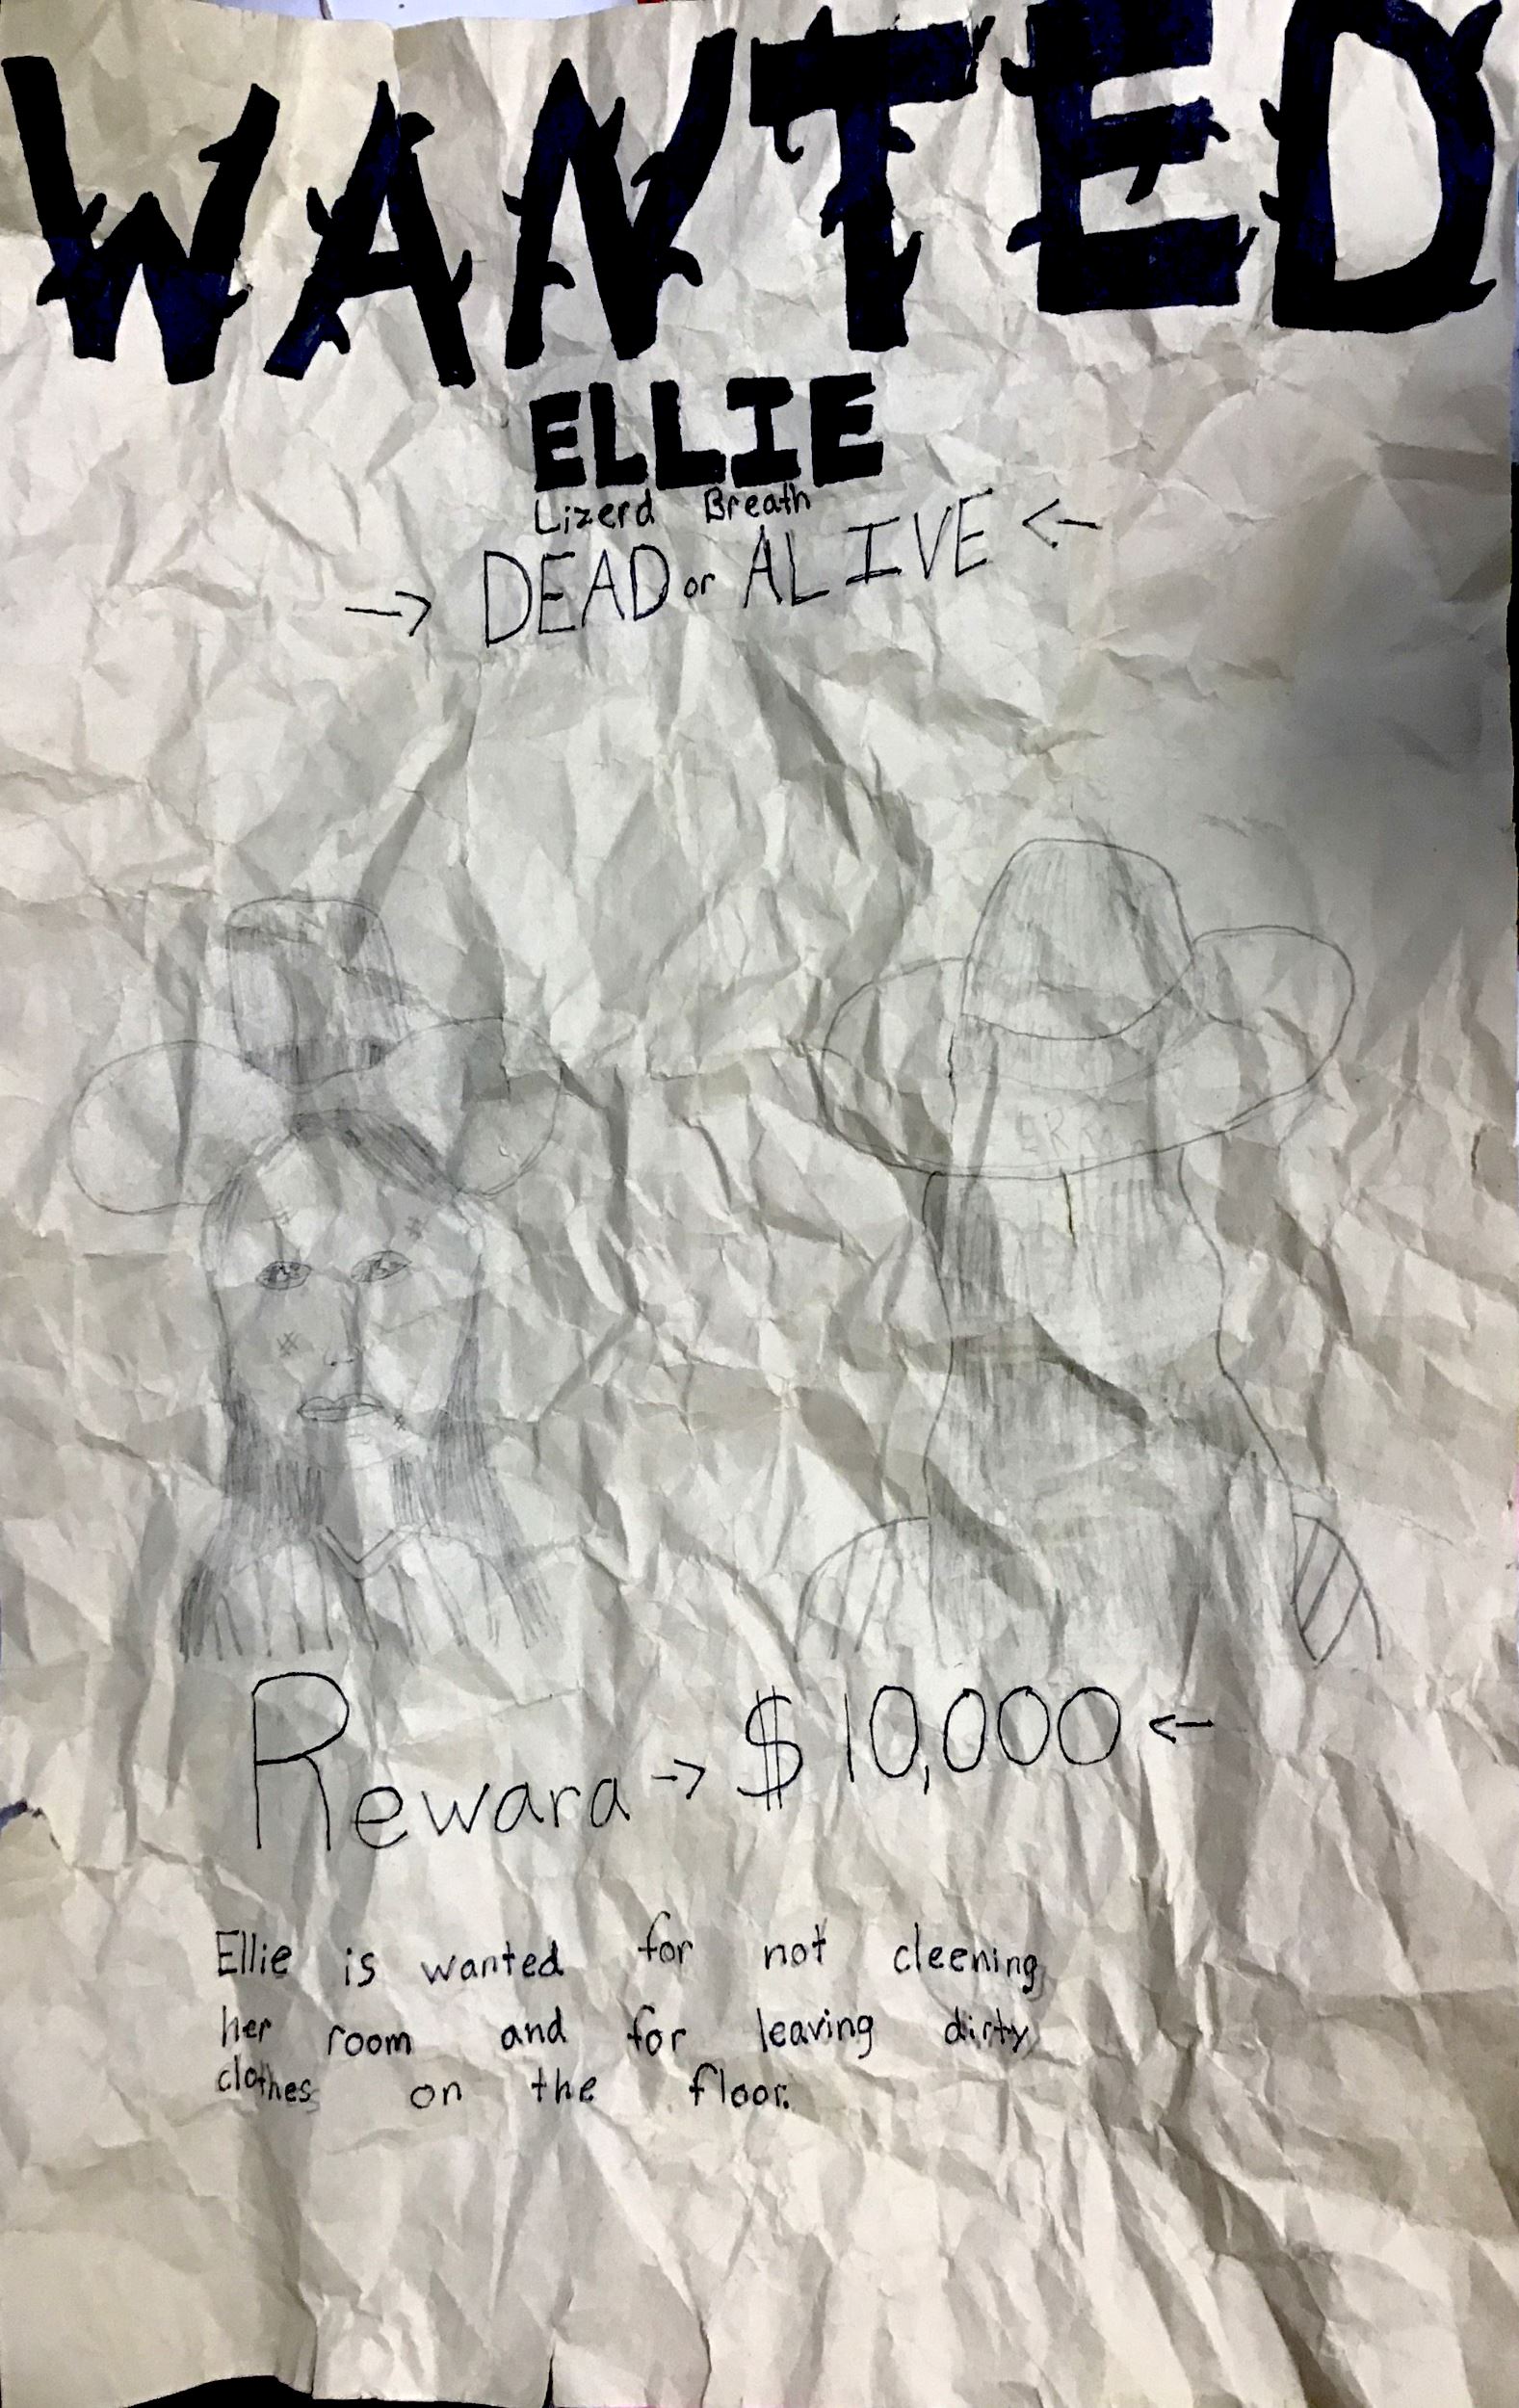 WANTED
ELLIE
Lizerd Breath
→ DEAD or ALIVE ←
Reward → $10,000 ←
Ellie is wanted for not cleening
her room and for leaving dirty
clothes on the floor.